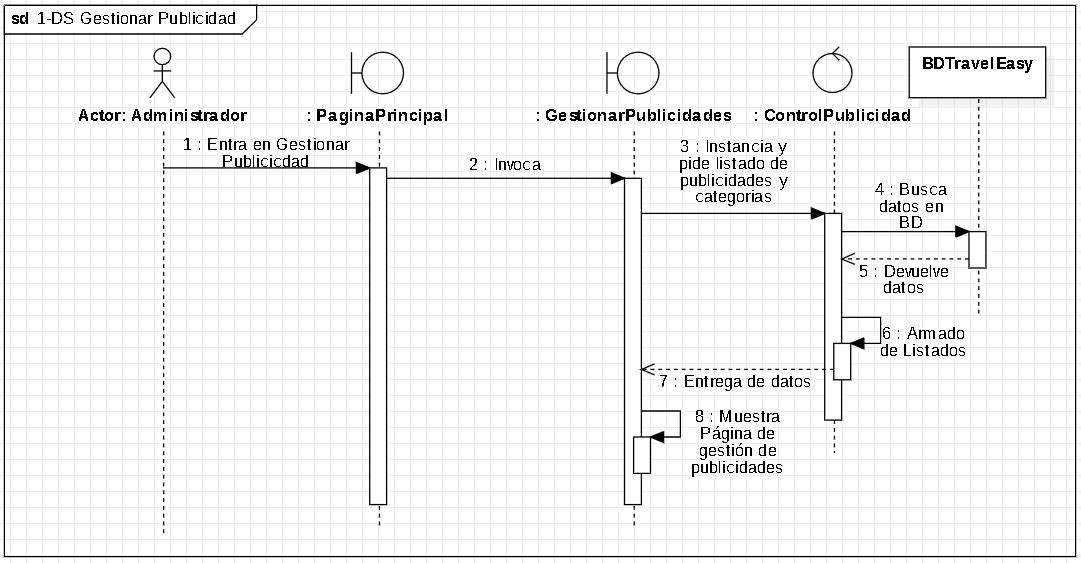 sd 1-DS Gestionar Publicidad
BDTravelEasy
Actor: Administrador
: PaginaPrincipal
: GestionarPublicidades
: ControlPublicidad
1 : Entra en Gestionar
Publicicdad
2 : Invoca
3 : Instancia y
pide listado de
publicidades y
categorias
4 : Busca
datos en
BD
5 : Devuelve
datos
6 : Armado
de Listados
7 : Entrega de datos
8 : Muestra
Página de
gestión de
publicidades